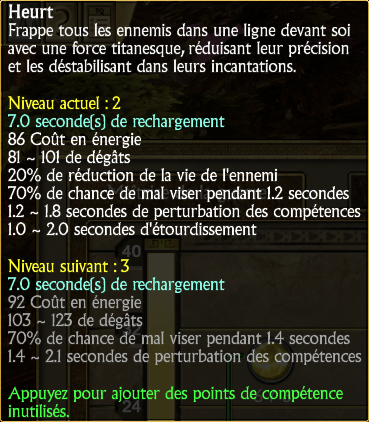 Heurt
Frappe tous les ennemis dans une ligne devant soi
avec une force titanesque, réduisant leur précision
et les déstabilisant dans leurs incantations.
Niveau actuel : 2
7.0 seconde(s) de rechargement
86 Coût en énergie
81 ~ 101 de dégâts
20% de réduction de la vie de l'ennemi
70% de chance de mal viser pendant 1.2 secondes
1.2 ~ 1.8 secondes de perturbation des compétences
1.0 ~ 2.0 secondes d'étourdissement
40
Niveau suivant : 3
7.0 seconde(s) de rechargement
92 Coût en énergie
103 ~ 123 de dégâts
70% de chance de mal viser pendant 1.4 secondes
1.4 ~ 2.1 secondes de perturbation des compétences
Appuyez pour ajouter des points de compétence
inutilisés.
24